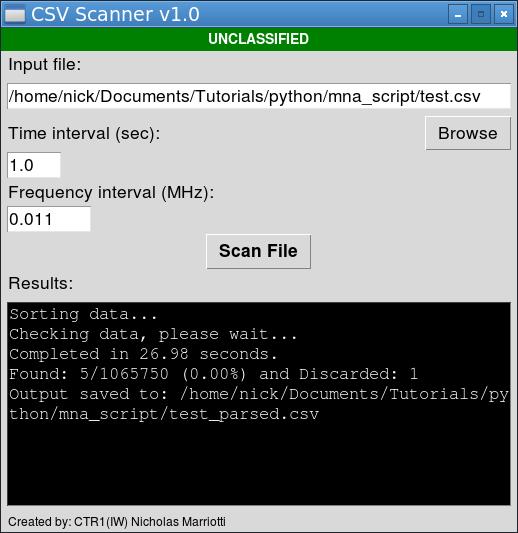 CSV Scanner v1.0
UNCLASSIFIED
Input file:
/home/nick/Documents/Tutorials/python/mna_script/test.csv
Time interval (sec):
Browse
1.0
Frequency interval (MHz):
0.011
Scan File
Results:
Sorting data...
Checking data, please wait...
Completed in 26.98 seconds.
Found: 5/1065750 (0.00%) and Discarded: 1
Output saved to: /home/nick/Documents/Tutorials/py
thon/mna_script/test_parsed.csv
Created by: CTR1(IW) Nicholas Marriotti